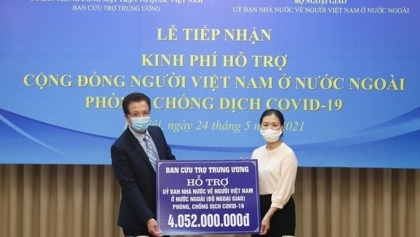 BAN CỨU TRỢ TRUNG ƯƠNG
BỘ NGOẠI GIAO
ỦY BAN NHÀ NƯỚC VỀ NGƯỜI VIỆT NAM Ở NƯỚC NGOÀI
LỄ TIẾP NHẬN
KINH PHÍ HỖ TRỢ
CỘNG ĐỒNG NGƯỜI VIỆT NAM Ở NƯỚC NGOÀI
PHÒNG, CHỐNG DỊCH COVID-19
24 tháng 5 2021
BAN CỨU TRỢ TRUNG ƯƠNG
HỖ TRỢ
UỶ BAN NHÀ NƯỚC VỀ NGƯỜI VIỆT NAM
Ở NƯỚC NGOÀI (BỘ NGOẠI GIAO)
PHÒNG, CHỐNG DỊCH COVID-19
4.052.000.000đ